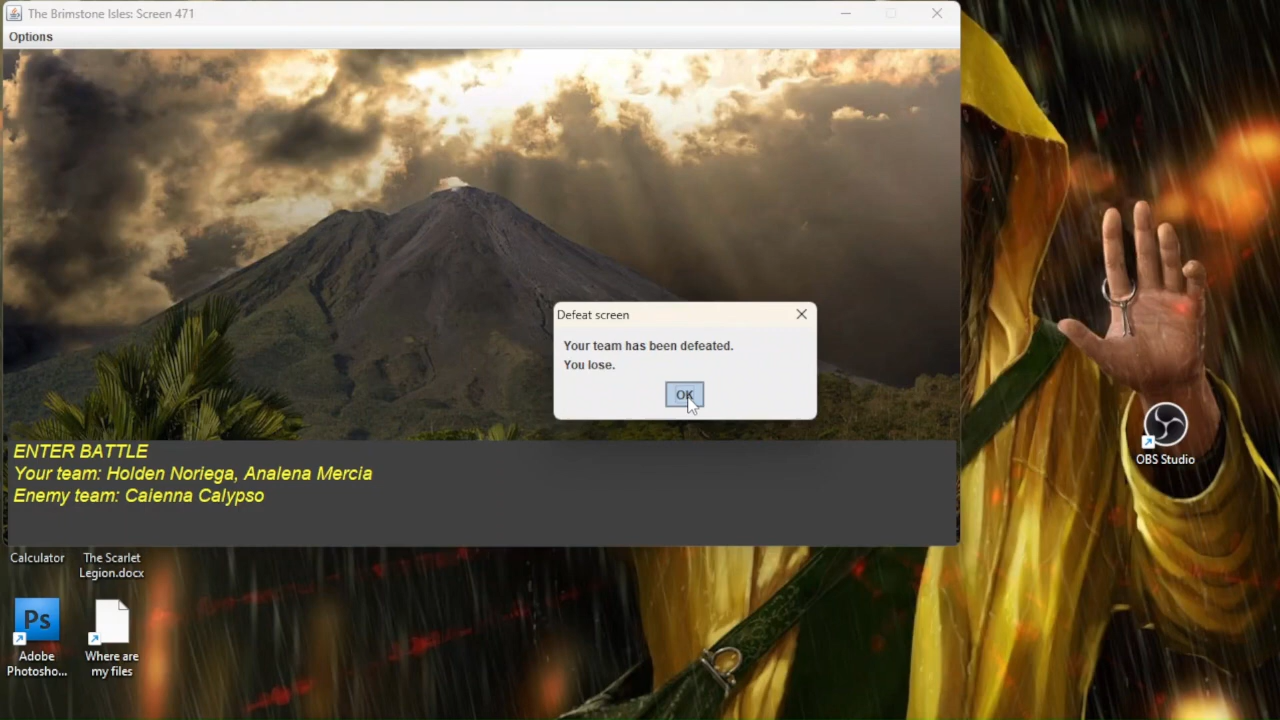 The Brimstone Isles: Screen 471
Options
Defeat screen
Your team has been defeated.
You lose.
OK
ENTER BATTLE
Your team: Holden Noriega, Analena Mercia
Enemy team: Caienna Calypso
OBS Studio
Calculator
The Scarlet
Legion.docx
Ps
Adobe
Photosho...
Where are
my files